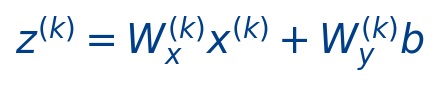 $z^{(k)} = W_x^{(k)} x^{(k)} + W_y^{(k)} b$